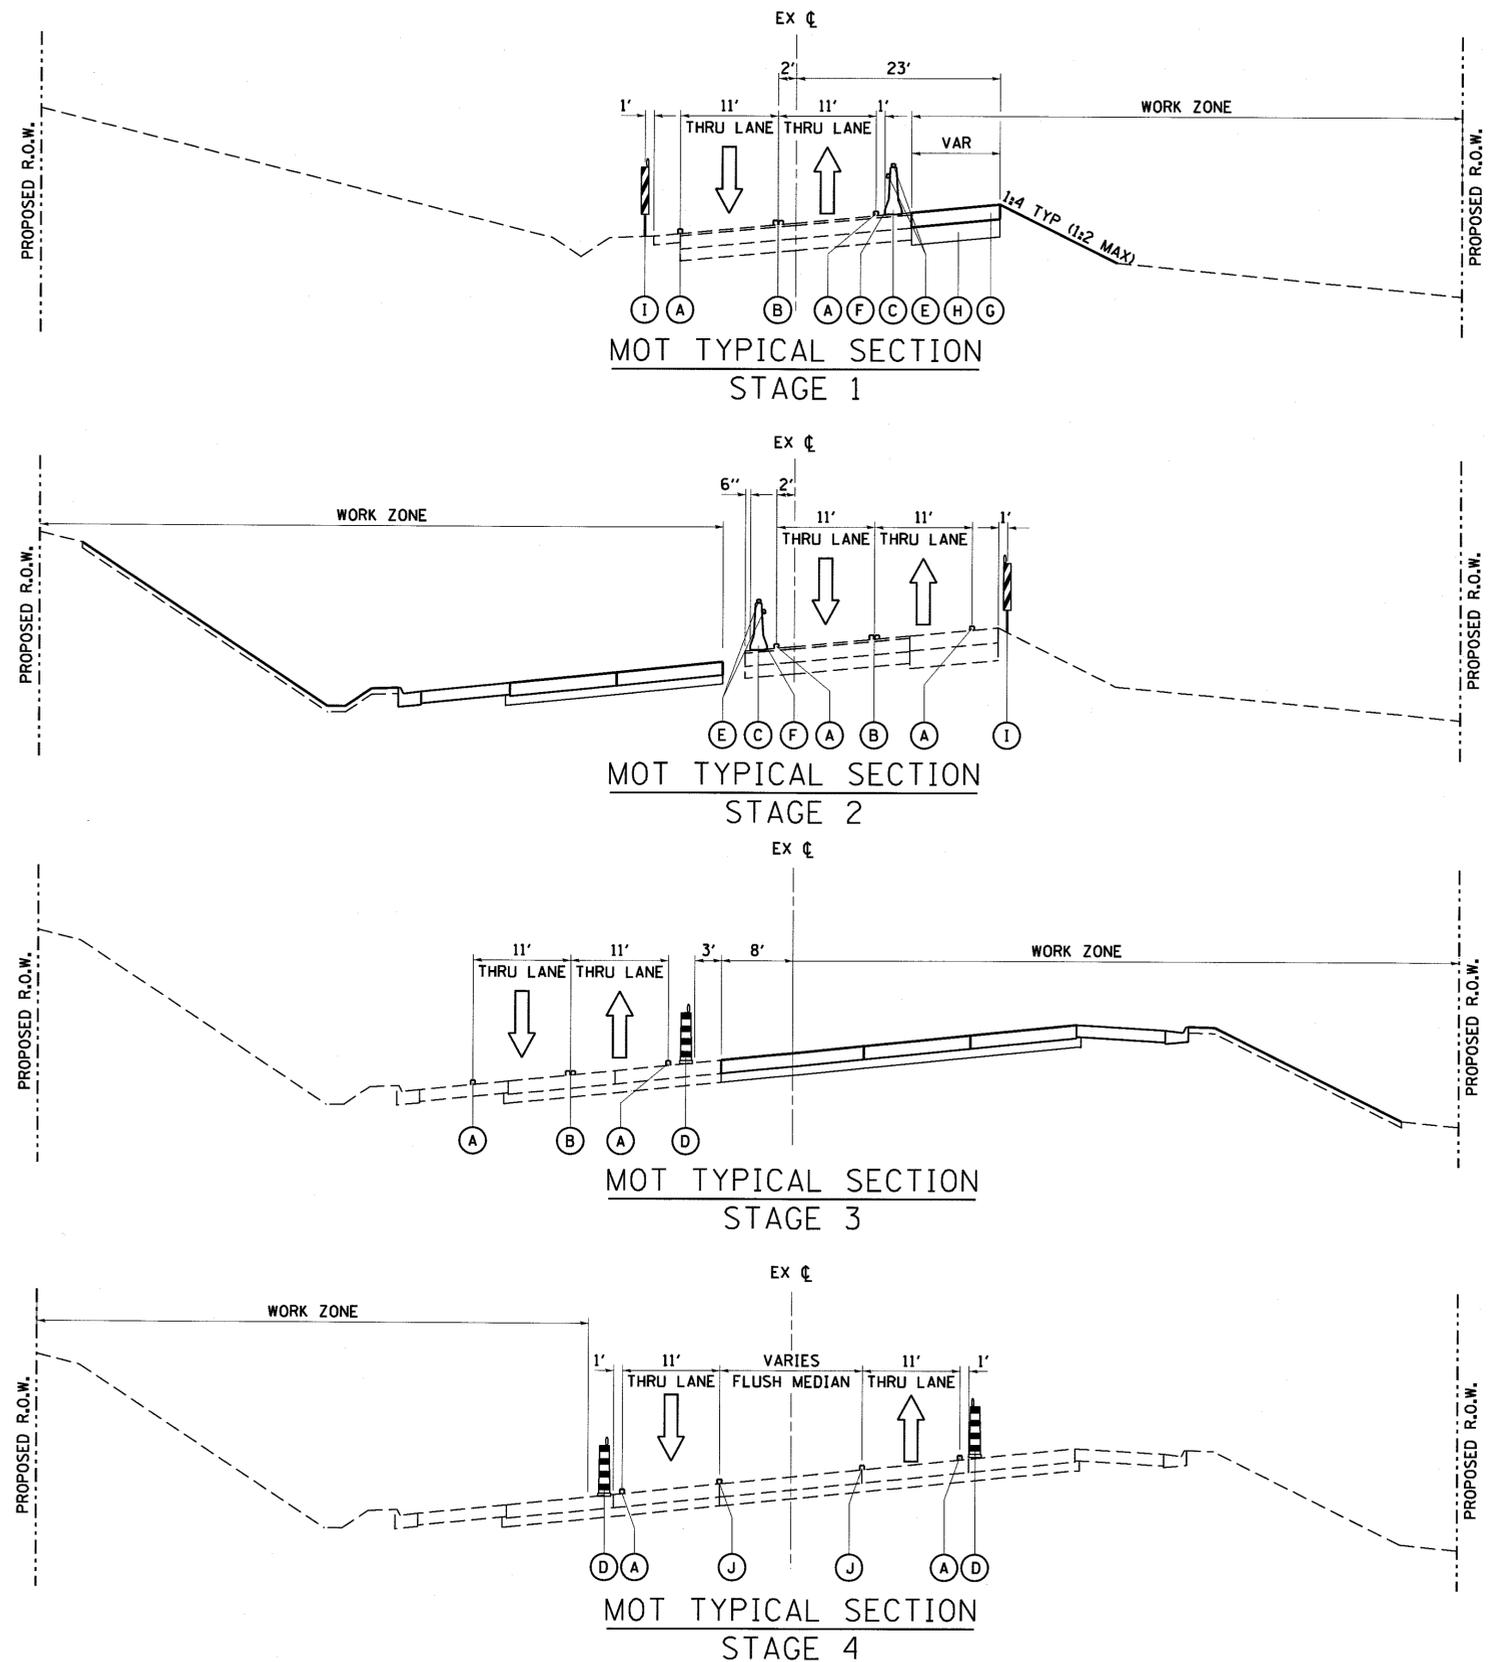 EX ℄
2' 23'
1' 11' 11' 1' WORK ZONE
THRU LANE THRU LANE
VAR
PROPOSED R.O.W.
PROPOSED R.O.W.
1:4 TYP (1:2 MAX)
I A B A F C E H G
MOT TYPICAL SECTION
STAGE 1
EX ℄
6" 2'
WORK ZONE 11' 11' 1'
THRU LANE THRU LANE
PROPOSED R.O.W.
PROPOSED R.O.W.
E C F A B A I
MOT TYPICAL SECTION
STAGE 2
EX ℄
11' 11' 3' 8' WORK ZONE
THRU LANE THRU LANE
PROPOSED R.O.W.
PROPOSED R.O.W.
A B A D
MOT TYPICAL SECTION
STAGE 3
EX ℄
WORK ZONE
1' 11' VARIES 11' 1'
THRU LANE FLUSH MEDIAN THRU LANE
PROPOSED R.O.W.
PROPOSED R.O.W.
D A J J A D
MOT TYPICAL SECTION
STAGE 4